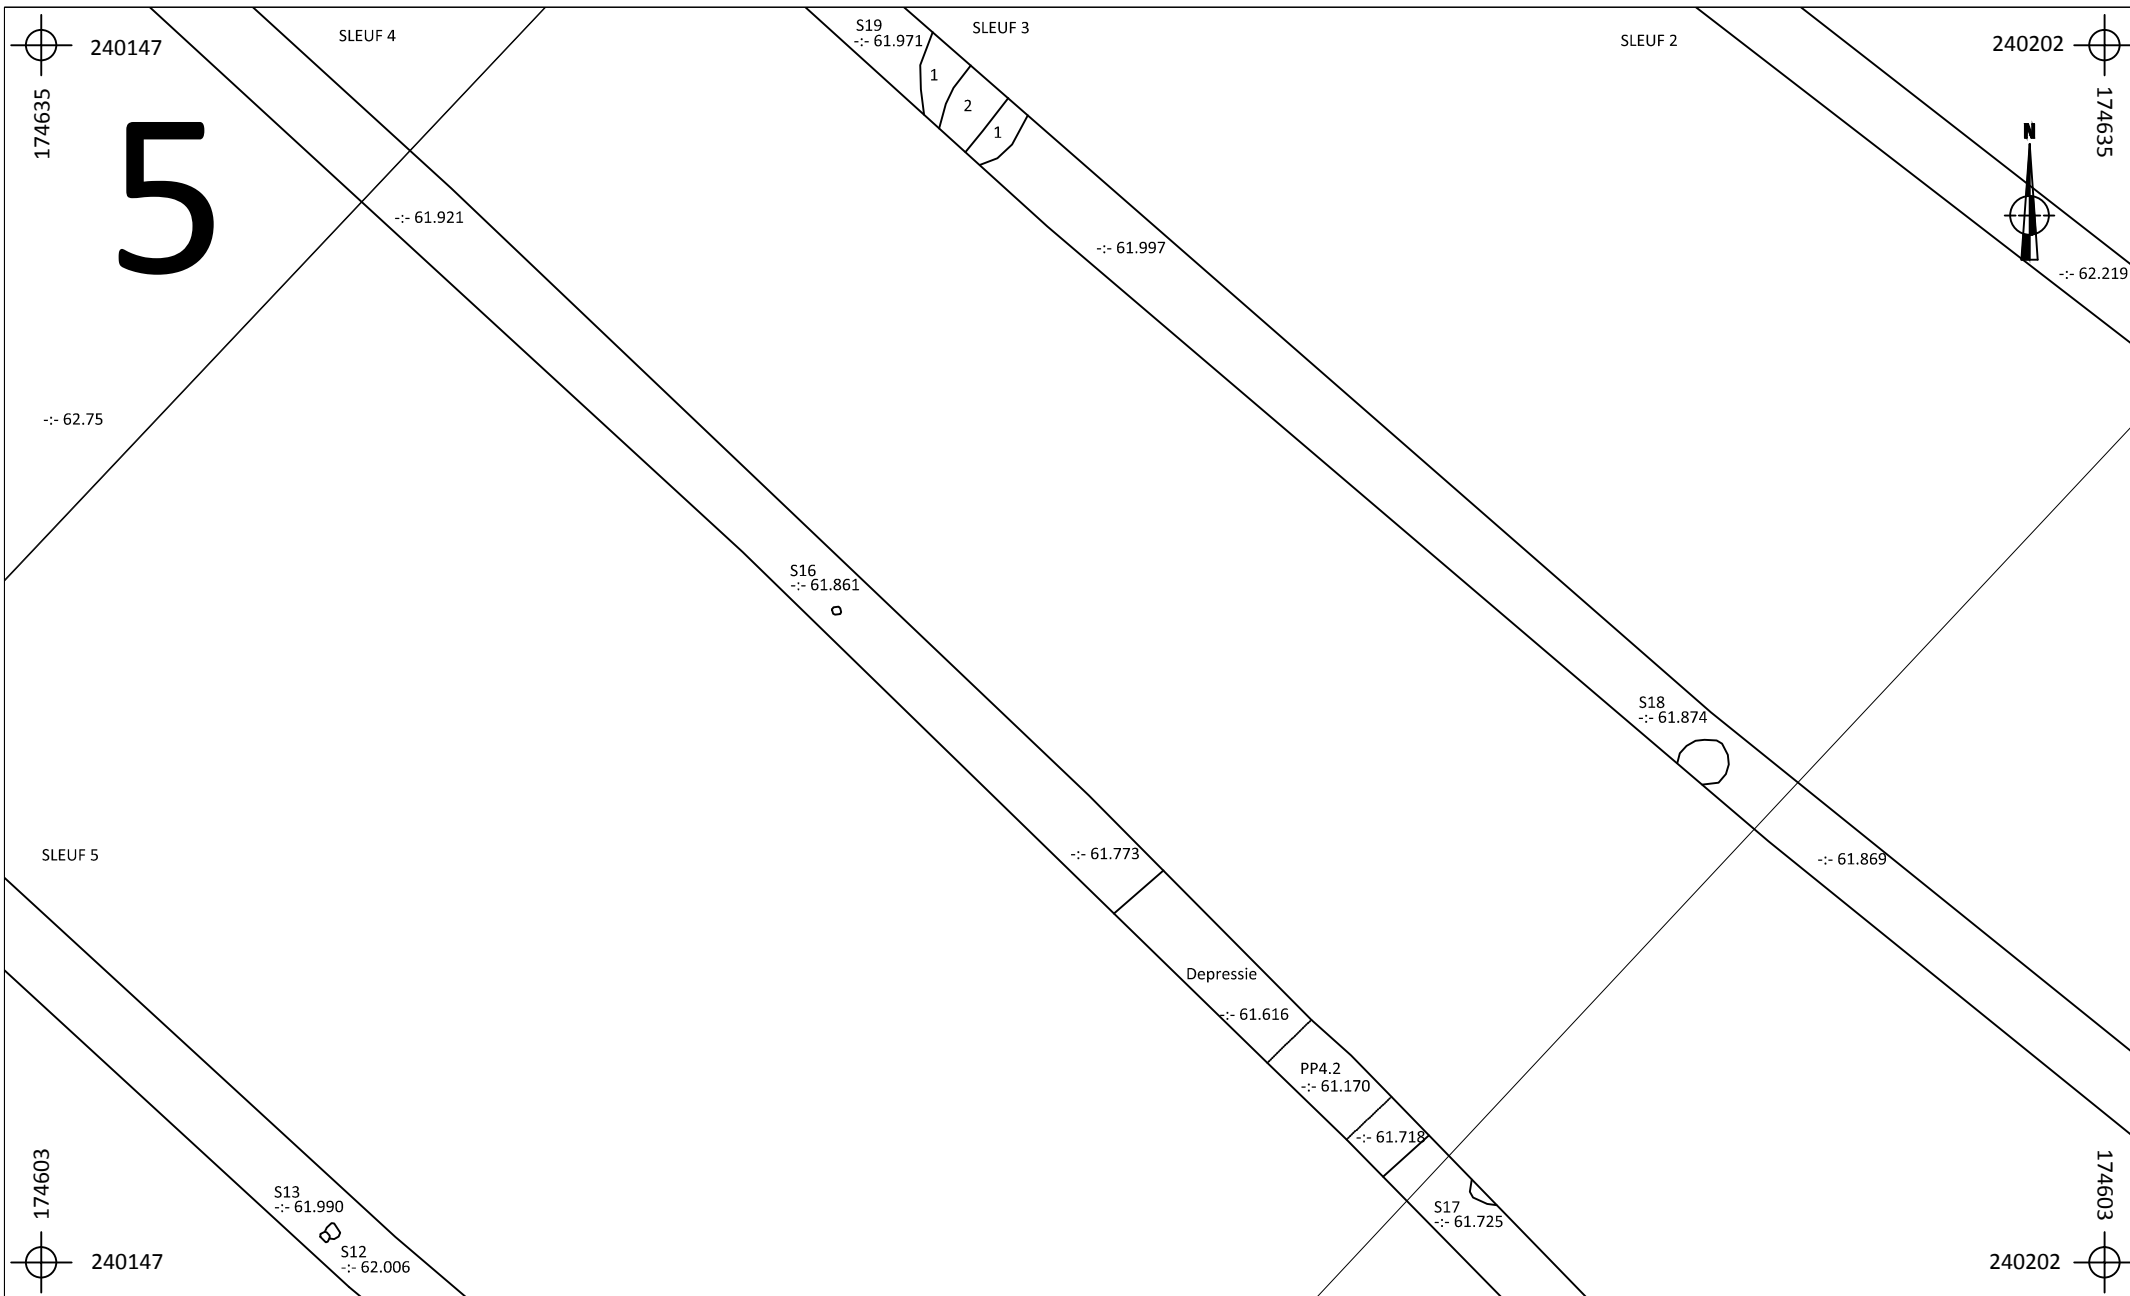 SLEUF 4
S19
-:- 61.971
SLEUF 3
SLEUF 2
240147
240202
174635
174635
5
1
2
1
N
-:- 61.921
-:- 61.997
-:- 62.219
-:- 62.75
S16
-:- 61.861
S18
-:- 61.874
SLEUF 5
-:- 61.773
-:- 61.869
Depressie
-:- 61.616
PP4.2
-:- 61.170
-:- 61.718
174603
174603
S13
-:- 61.990
S17
-:- 61.725
S12
-:- 62.006
240147
240202